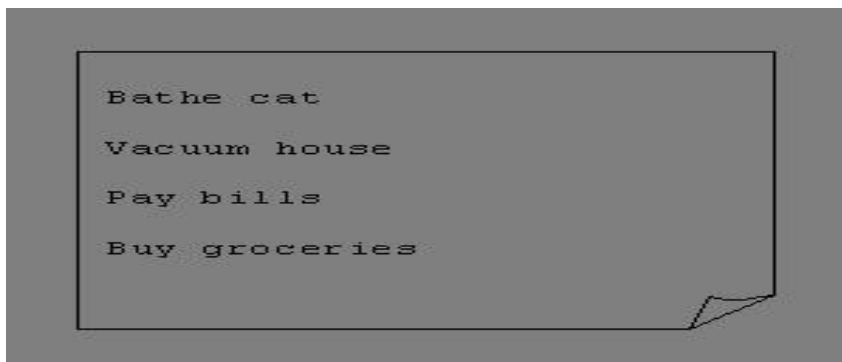 Bathe cat
Vacuum house
Pay bills
Buy groceries